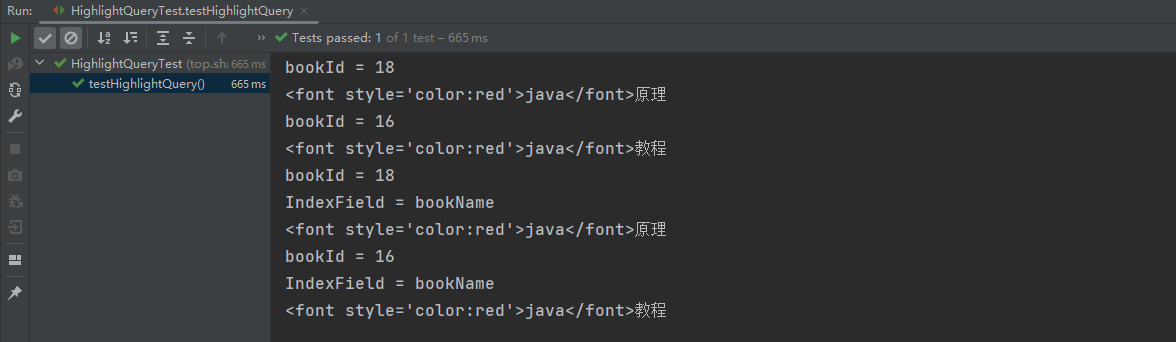 Run: HighlightQueryTest.testHighlightQuery ×
» Tests passed: 1 of 1 test – 665 ms
HighlightQueryTest (top.sh 665 ms
testHighlightQuery() 665 ms
bookId = 18
<font style='color:red'>java</font>原理
bookId = 16
<font style='color:red'>java</font>教程
bookId = 18
IndexField = bookName
<font style='color:red'>java</font>原理
bookId = 16
IndexField = bookName
<font style='color:red'>java</font>教程